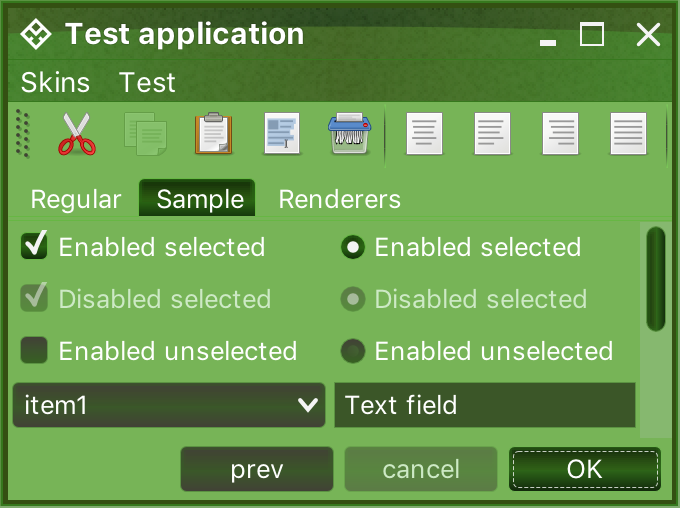 Test application
Skins Test
Regular Sample Renderers
Enabled selected Enabled selected
Disabled selected Disabled selected
Enabled unselected Enabled unselected
item1 Text field
prev cancel OK